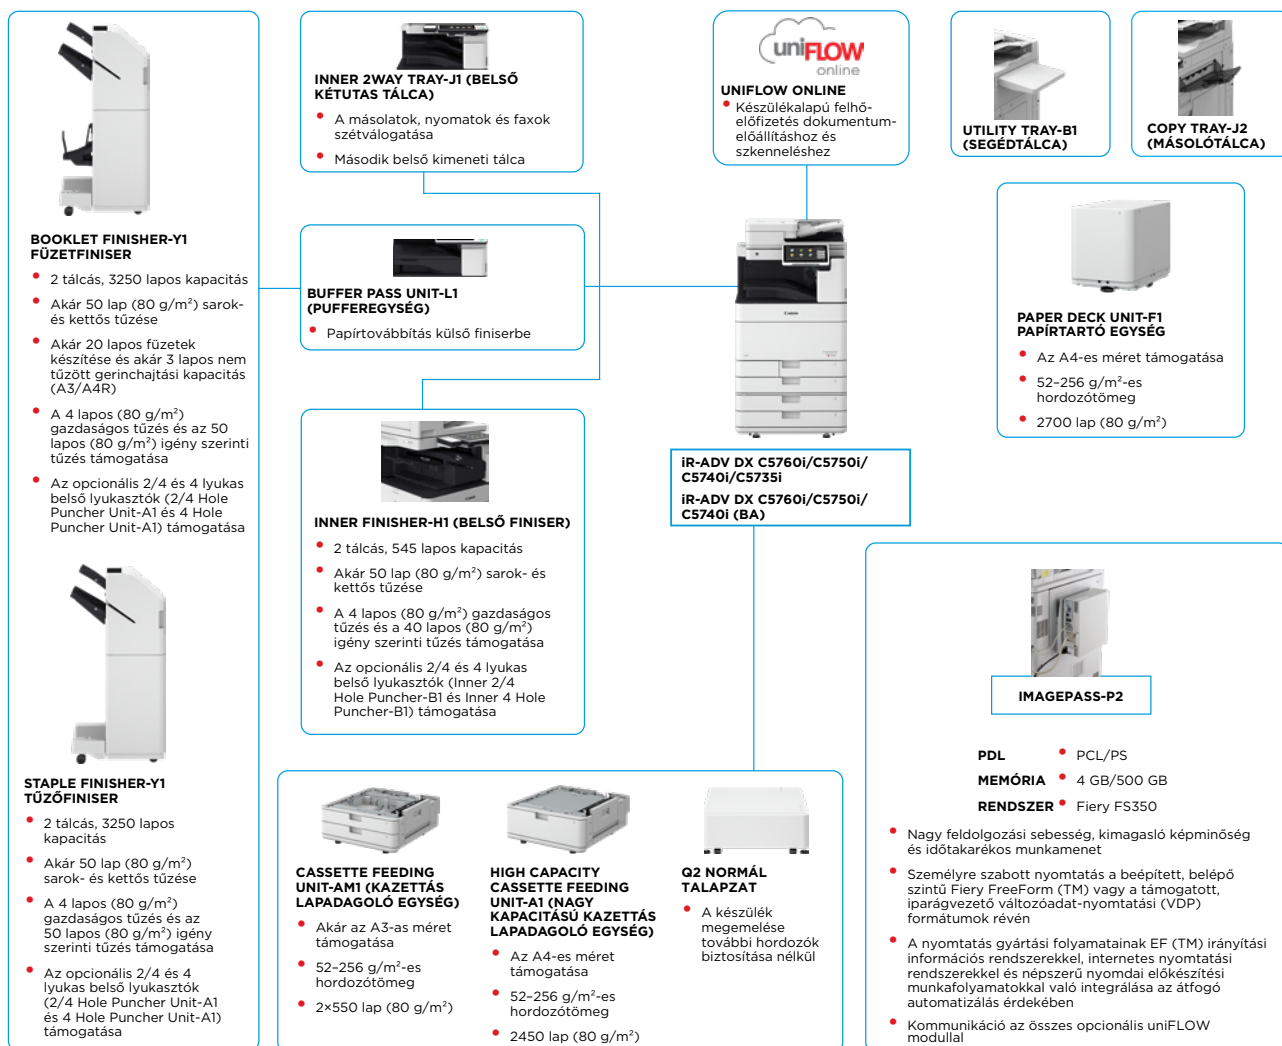 BOOKLET FINISHER-Y1
FÜZETFINISER
• 2 tálcás, 3250 lapos kapacitás
• Akár 50 lap (80 g/m²) sarok-
és kettős tűzése
• Akár 20 lapos füzetek
készítése és akár 3 lapos nem
tűzött gerinchajtási kapacitás
(A3/A4R)
• A 4 lapos (80 g/m²)
gazdaságos tűzés és az 50
lapos (80 g/m²) igény szerinti
tűzés támogatása
• Az opcionális 2/4 és 4 lyukas
belső lyukasztók (2/4 Hole
Puncher Unit-A1 és 4 Hole
Puncher Unit-A1) támogatása
STAPLE FINISHER-Y1
TŰZŐFINISER
• 2 tálcás, 3250 lapos
kapacitás
• Akár 50 lap (80 g/m²)
sarok- és kettős tűzése
• A 4 lapos (80 g/m²)
gazdaságos tűzés és az
50 lapos (80 g/m²) igény
szerinti tűzés támogatása
• Az opcionális 2/4 és 4
lyukas belső lyukasztók
(2/4 Hole Puncher Unit-A1
és 4 Hole Puncher Unit-A1)
támogatása
INNER 2WAY TRAY-J1 (BELSŐ
KÉTUTAS TÁLCA)
• A másolatok, nyomatok és faxok
szétválogatása
• Második belső kimeneti tálca
BUFFER PASS UNIT-L1
(PUFFEREGYSÉG)
• Papírtovábbítás külső finiserbe
INNER FINISHER-H1 (BELSŐ FINISER)
• 2 tálcás, 545 lapos kapacitás
• Akár 50 lap (80 g/m²) sarok- és
kettős tűzése
• A 4 lapos (80 g/m²) gazdaságos
tűzés és a 40 lapos (80 g/m²)
igény szerinti tűzés támogatása
• Az opcionális 2/4 és 4 lyukas
belső lyukasztók (Inner 2/4
Hole Puncher-B1 és Inner 4 Hole
Puncher-B1) támogatása
uniFLOW
online
UNIFLOW ONLINE
• Készülékalapú felhő-
előfizetés dokumentum-
előállításhoz és
szkenneléshez
Canon
iR-ADV DX C5760i/C5750i/
C5740i/C5735i
iR-ADV DX C5760i/C5750i/
C5740i (BA)
UTILITY TRAY-B1
(SEGÉDTÁLCA)
COPY TRAY-J2
(MÁSOLÓTÁLCA)
PAPER DECK UNIT-F1
PAPÍRTARTÓ EGYSÉG
• Az A4-es méret támogatása
• 52–256 g/m²-es
hordozótömeg
• 2700 lap (80 g/m²)
CASSETTE FEEDING
UNIT-AM1 (KAZETTÁS
LAPADAGOLÓ EGYSÉG)
• Akár az A3-as méret
támogatása
• 52–256 g/m²-es
hordozótömeg
• 2×550 lap (80 g/m²)
HIGH CAPACITY
CASSETTE FEEDING
UNIT-A1 (NAGY
KAPACITÁSÚ KAZETTÁS
LAPADAGOLÓ EGYSÉG)
• Az A4-es méret
támogatása
• 52–256 g/m²-es
hordozótömeg
• 2450 lap (80 g/m²)
Q2 NORMÁL
TALAPZAT
• A készülék
megemelése
további hordozók
biztosítása nélkül
IMAGEPASS-P2
PDL • PCL/PS
MEMÓRIA • 4 GB/500 GB
RENDSZER • Fiery FS350
• Nagy feldolgozási sebesség, kimagasló képminőség
és időtakarékos munkamenet
• Személyre szabott nyomtatás a beépített, belépő
szintű Fiery FreeForm (TM) vagy a támogatott,
iparágvezető változóadat-nyomtatási (VDP)
formátumok révén
• A nyomtatás gyártási folyamatainak EF (TM) irányítási
információs rendszerekkel, internetes nyomtatási
rendszerekkel és népszerű nyomdai előkészítési
munkafolyamatokkal való integrálása az átfogó
automatizálás érdekében
• Kommunikáció az összes opcionális uniFLOW
modullal